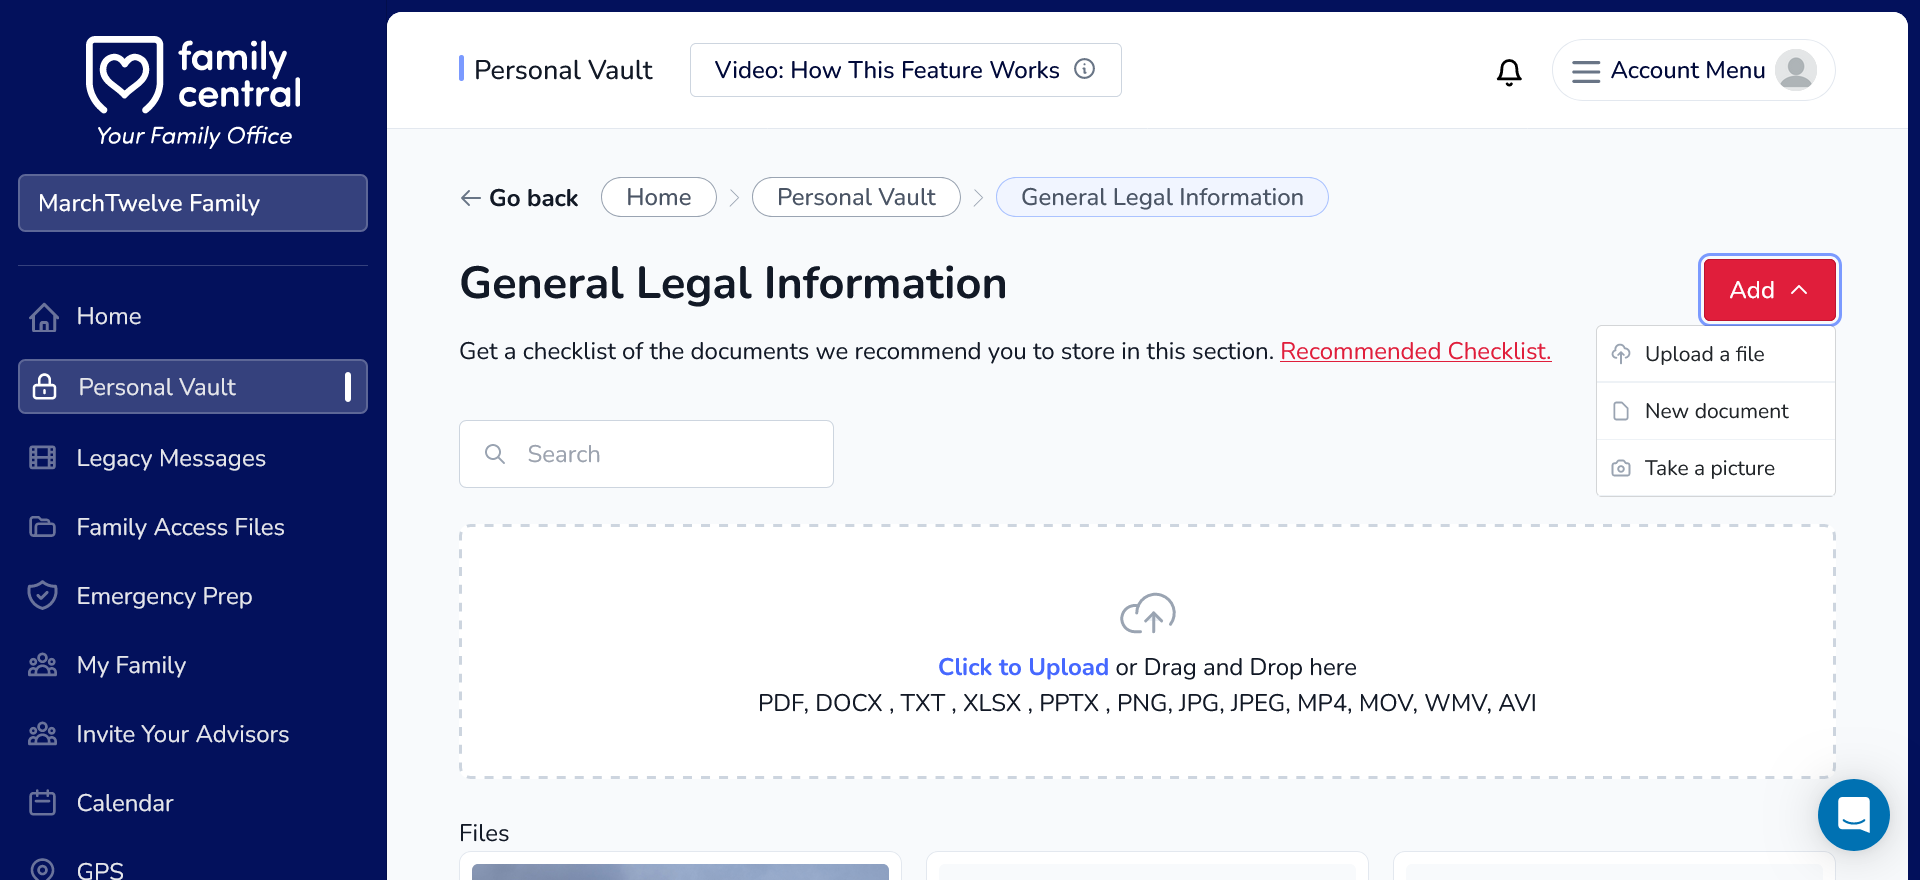 family
central
Your Family Office
MarchTwelve Family
Home
Personal Vault
Legacy Messages
Family Access Files
Emergency Prep
My Family
Invite Your Advisors
Calendar
GPS
Personal Vault
Video: How This Feature Works
Account Menu
Go back
Home
Personal Vault
General Legal Information
General Legal Information
Add
Get a checklist of the documents we recommend you to store in this section. Recommended Checklist.
Upload a file
New document
Take a picture
Search
Click to Upload or Drag and Drop here
PDF, DOCX , TXT , XLSX , PPTX , PNG, JPG, JPEG, MP4, MOV, WMV, AVI
Files